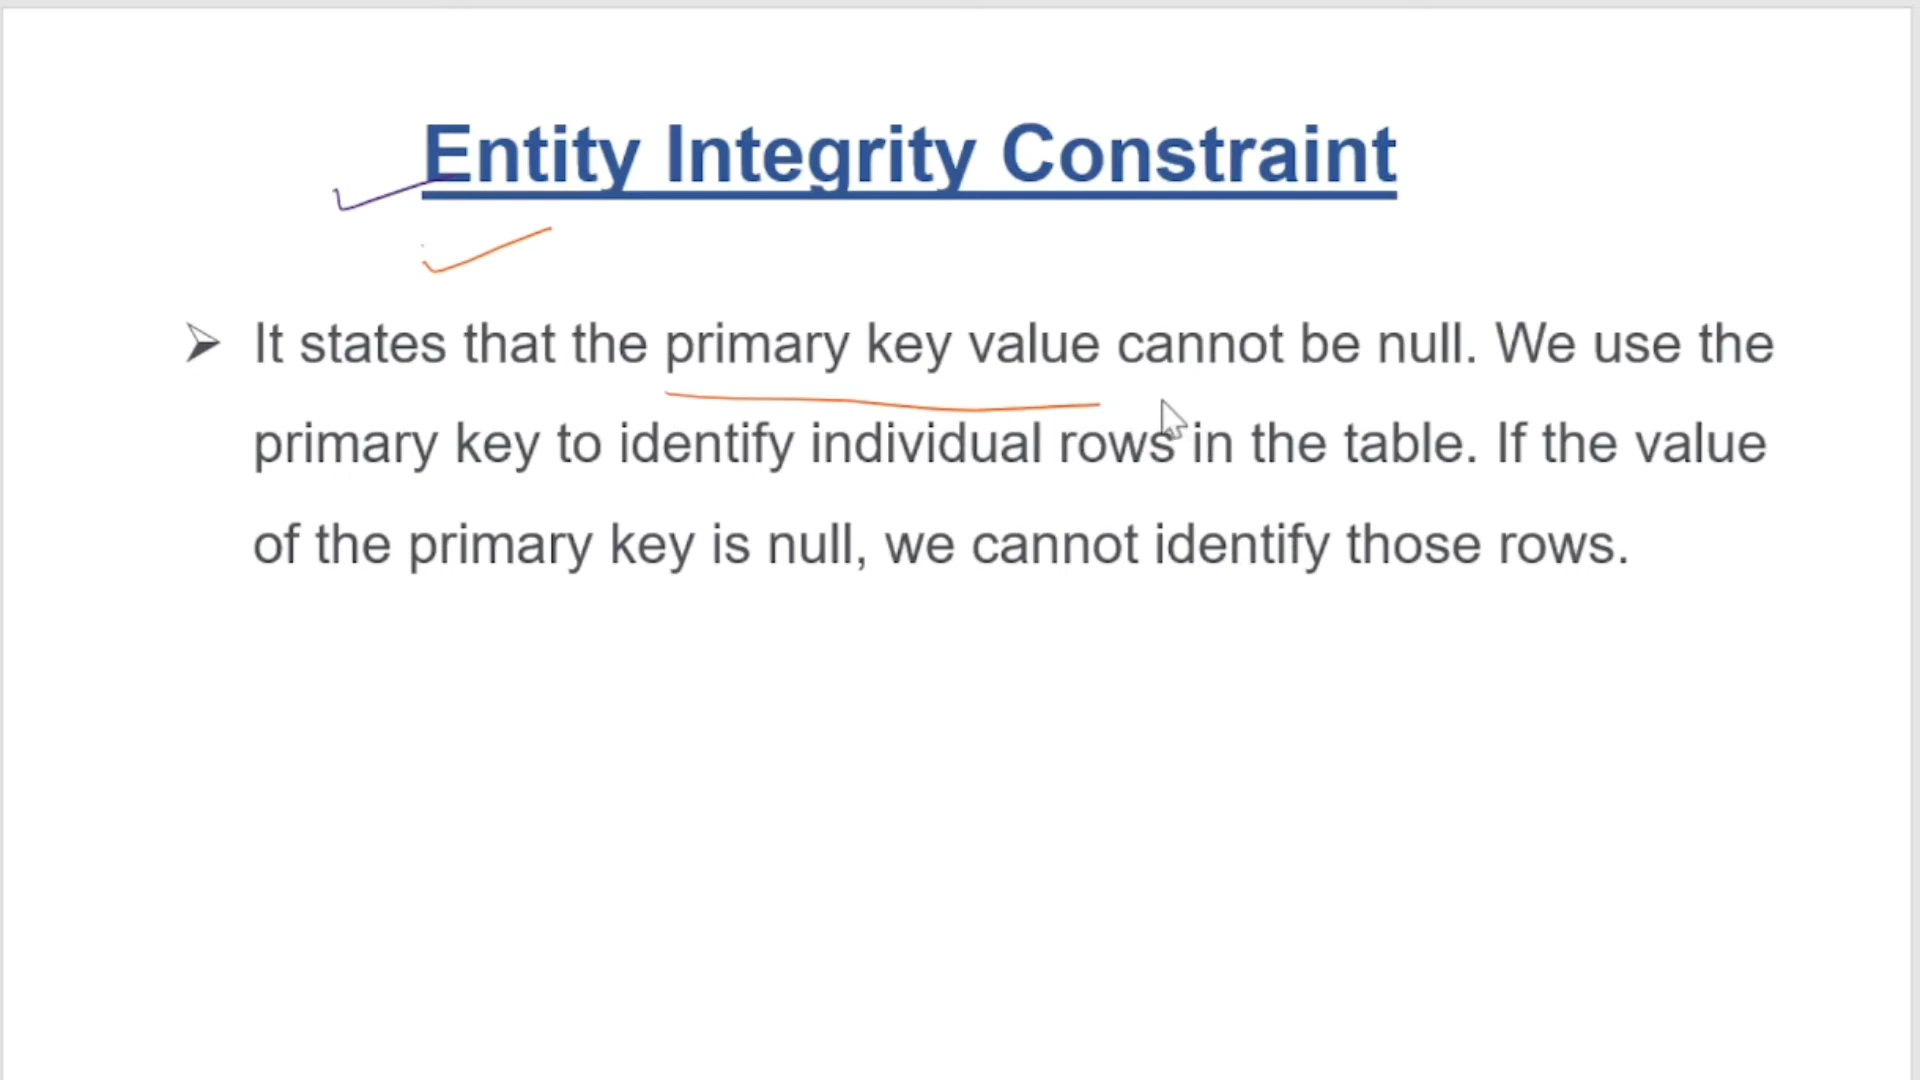 Entity Integrity Constraint
It states that the primary key value cannot be null. We use the
primary key to identify individual rows in the table. If the value
of the primary key is null, we cannot identify those rows.